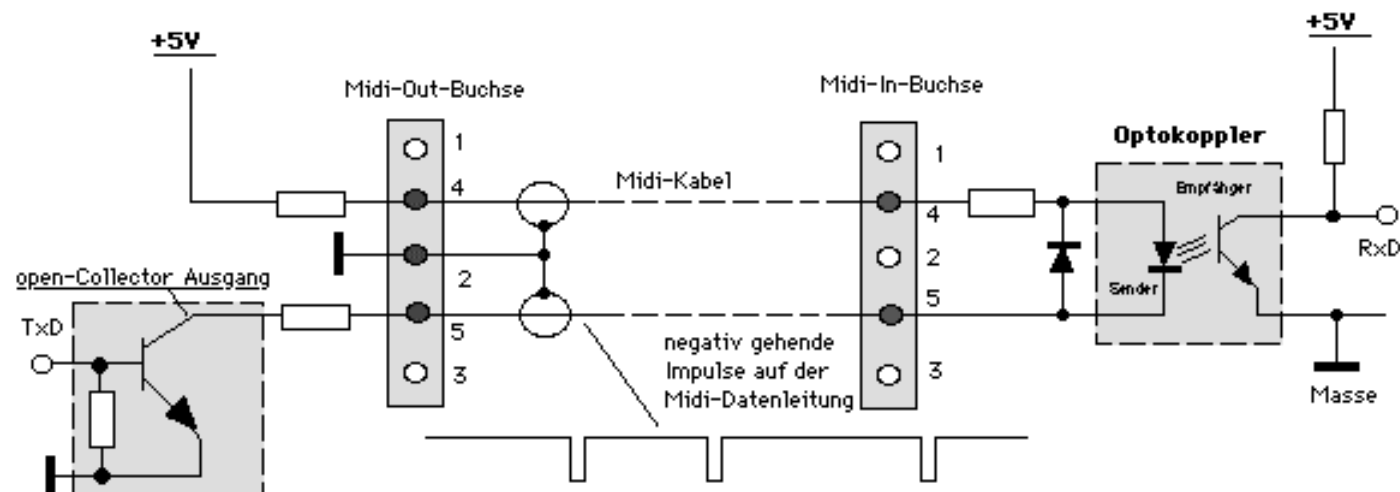 +5V
+5V
Midi-Out-Buchse
Midi-In-Buchse
Optokoppler
1
4
2
5
3
Midi-Kabel
1
4
2
5
3
Empfänger
Sender
RxD
Masse
open-Collector Ausgang
TxD
negativ gehende
Impulse auf der
Midi-Datenleitung